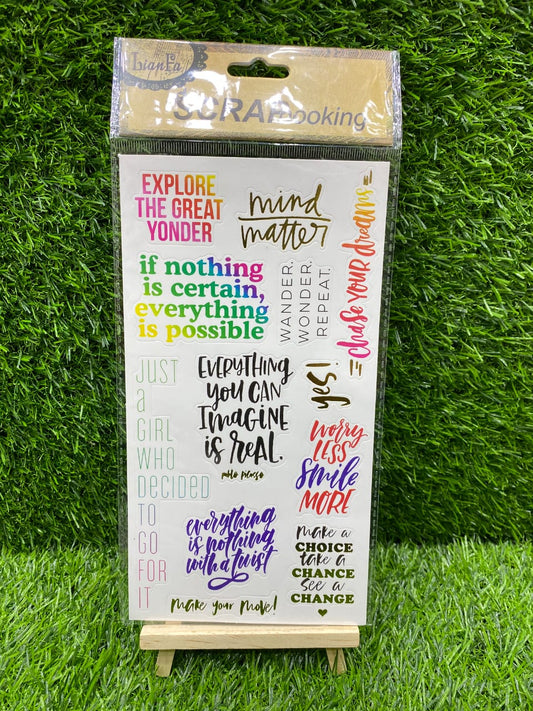 LianFa
SCRAPbooking
EXPLORE
THE GREAT
YONDER
mind
matter
CHASE YOUR dreams
if nothing
is certain,
everything
is possible
WANDER.
WONDER.
REPEAT.
JUST
a
GIRL
WHO
DeciDeD
TO
GO
FOR
IT
EVERYTHING
you CAN
IMAGINE
is ReAL.
pablo picasso
yes!
Worry
LESS
Smile
MORE
everything
is nothing
with a twist
make a
CHOICE
take a
CHANCE
see a
CHANGE
make your move!